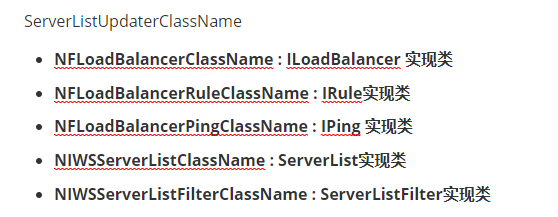 ServerListUpdaterClassName
• NFLoadBalancerClassName : ILoadBalancer 实现类
• NFLoadBalancerRuleClassName : IRule实现类
• NFLoadBalancerPingClassName : IPing 实现类
• NIWSServerListClassName : ServerList实现类
• NIWSServerListFilterClassName : ServerListFilter实现类